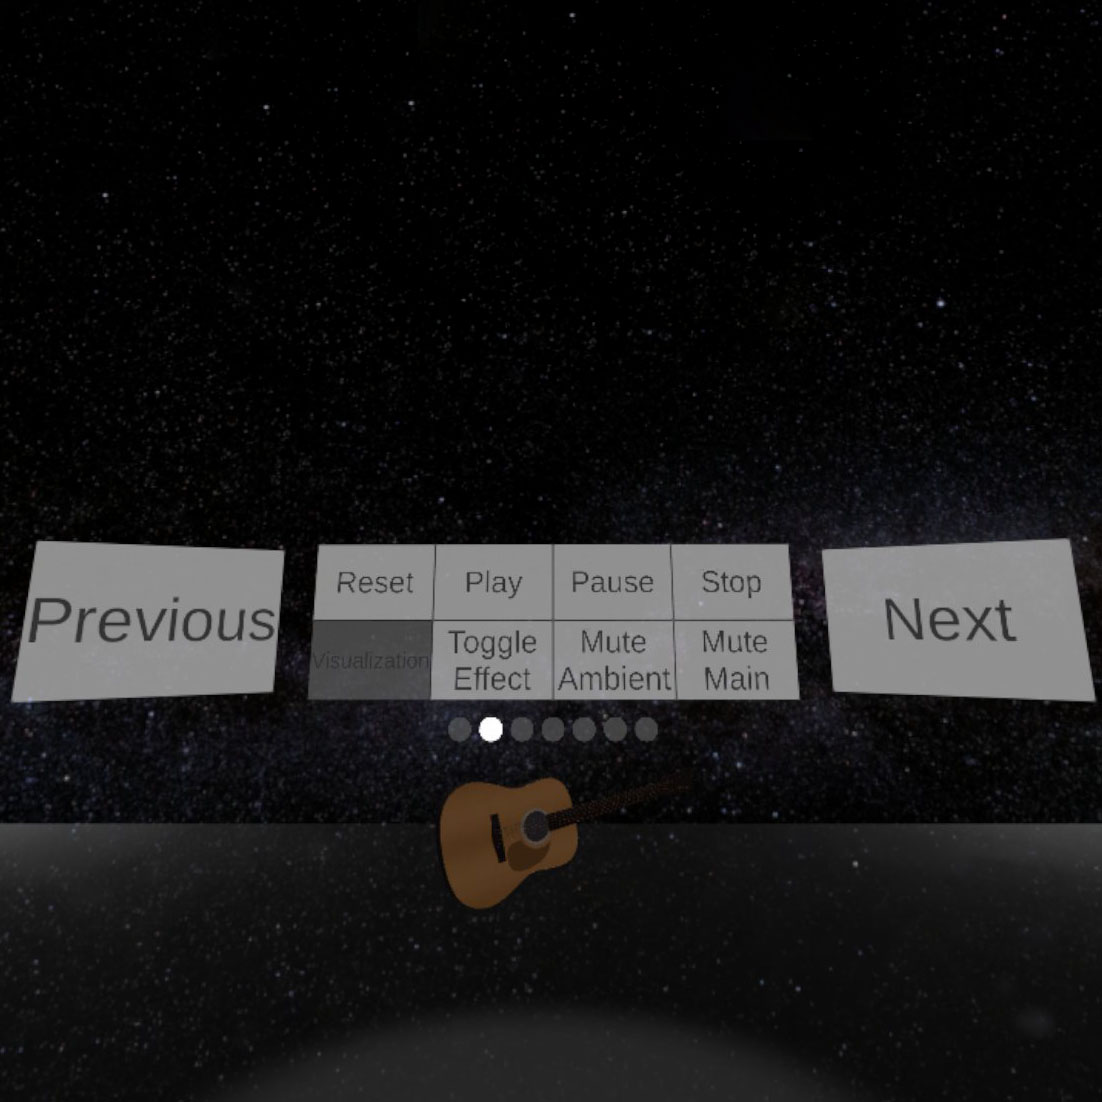 Previous
Reset
Play
Pause
Stop
Visualization
Toggle
Effect
Mute
Ambient
Mute
Main
Next